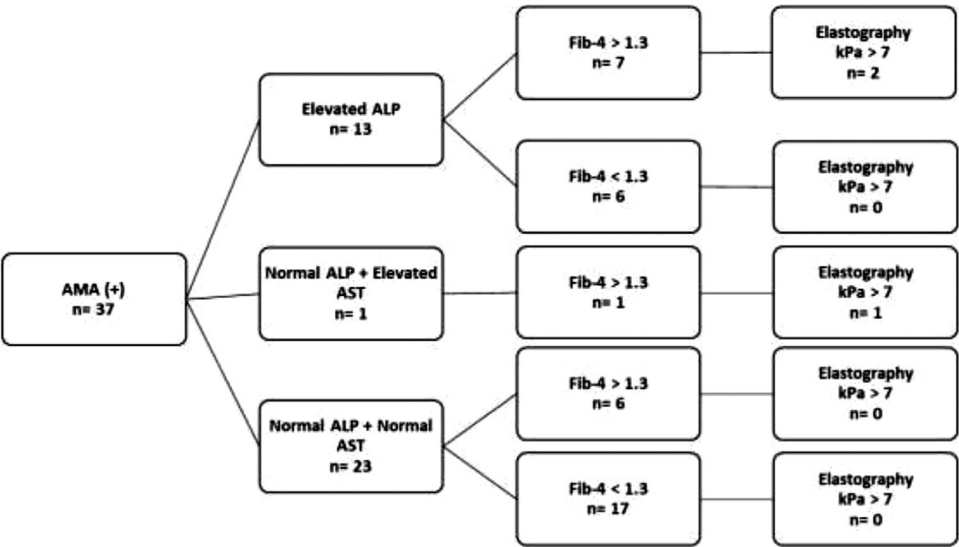 AMA (+)
n= 37
Elevated ALP
n= 13
Normal ALP + Elevated
AST
n= 1
Normal ALP + Normal
AST
n= 23
Fib-4 > 1.3
n= 7
Fib-4 < 1.3
n= 6
Fib-4 > 1.3
n= 1
Fib-4 > 1.3
n= 6
Fib-4 < 1.3
n= 17
Elastography
kPa > 7
n= 2
Elastography
kPa > 7
n= 0
Elastography
kPa > 7
n= 1
Elastography
kPa > 7
n= 0
Elastography
kPa > 7
n= 0